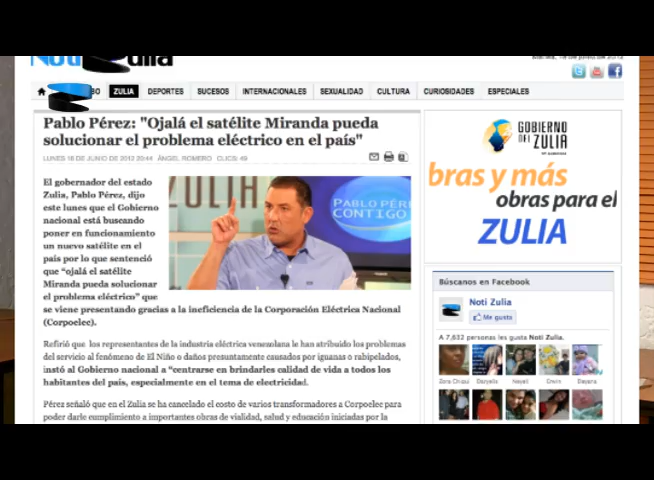 Noti Zulia
ZULIA DEPORTES SUCESOS INTERNACIONALES SEXUALIDAD CULTURA CURIOSIDADES ESPECIALES
Pablo Pérez: "Ojalá el satélite Miranda pueda
solucionar el problema eléctrico en el país"
LUNES 18 DE JUNIO DE 2012 20:44 ÁNGEL ROMERO CLICS: 49
El gobernador del estado
Zulia, Pablo Pérez, dijo
este lunes que el Gobierno
nacional está buscando
poner en funcionamiento
un nuevo satélite en el
país por lo que sentenció
que "ojalá el satélite
Miranda pueda solucionar
el problema eléctrico" que
se viene presentando gracias a la ineficencia de la Corporación Eléctrica Nacional
(Corpoelec).
Refirió que los representantes de la industria eléctrica venezolana le han atribuido los problemas
del servicio al fenómeno de El Niño o daños presuntamente causados por iguanas o rabipelados,
instó al Gobierno nacional a "centrarse en brindarles calidad de vida a todos los
habitantes del país, especialmente en el tema de electricidad.
Pérez señaló que en el Zulia se ha cancelado el costo de varios transformadores a Corpoelec para
poder darle cumplimiento a importantes obras de vialidad, salud y educación iniciadas por la
ZULIA
PABLO PÉRE
CONTIGO
GOBIERNO
DEL ZULIA
bras y más
obras para el
ZULIA
Búscanos en Facebook
Noti Zulia
Me gusta
A 7,632 personas les gusta Noti Zulia.
Dayelis Nayeli Erwin Dayana